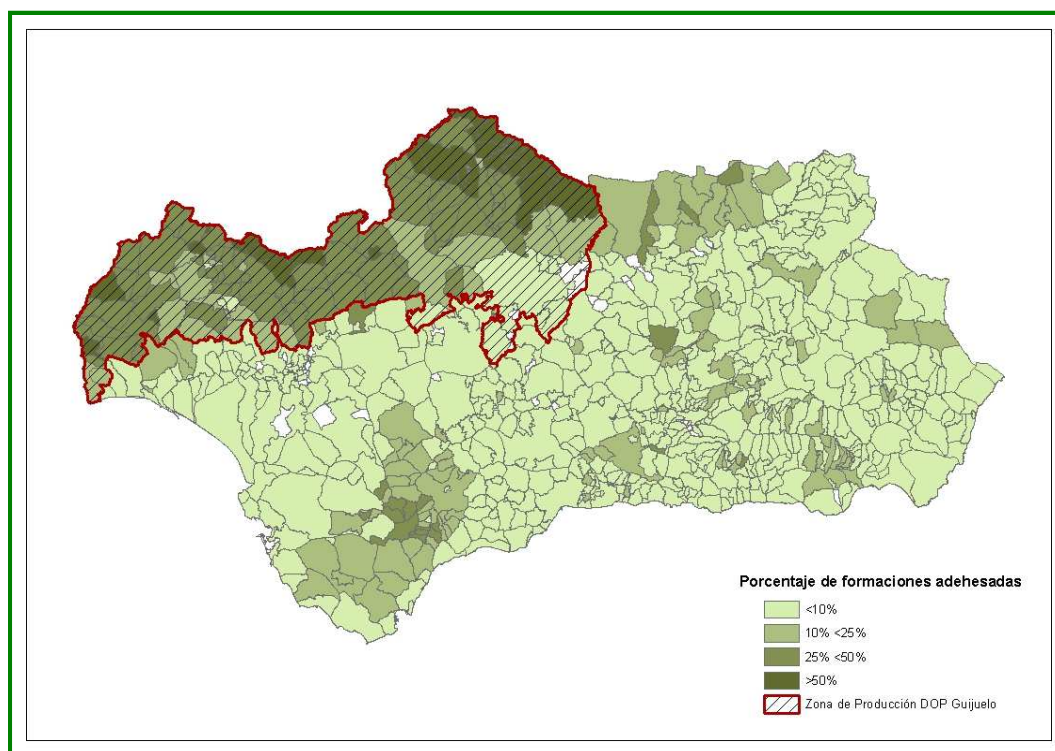 Porcentaje de formaciones adehesadas
<10%
10% <25%
25% <50%
>50%
Zona de Producción DOP Guijuelo